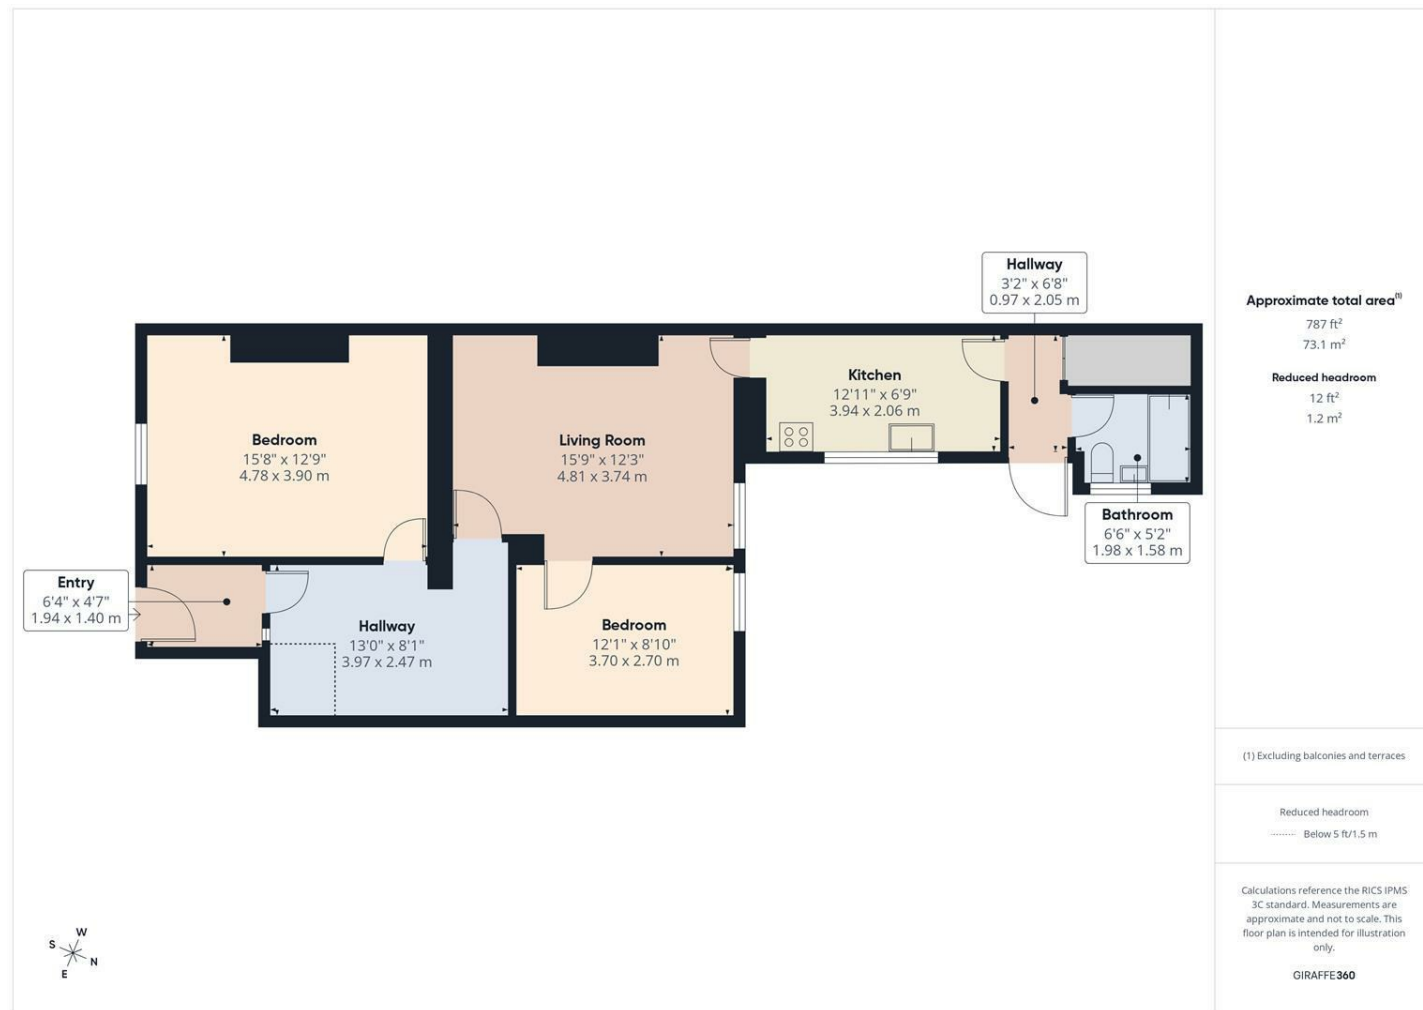 Hallway
3'2" x 6'8"
0.97 x 2.05 m
Kitchen
12'11" x 6'9"
3.94 x 2.06 m
Bedroom
15'8" x 12'9"
4.78 x 3.90 m
Living Room
15'9" x 12'3"
4.81 x 3.74 m
Bathroom
6'6" x 5'2"
1.98 x 1.58 m
Entry
6'4" x 4'7"
1.94 x 1.40 m
Hallway
13'0" x 8'1"
3.97 x 2.47 m
Bedroom
12'1" x 8'10"
3.70 x 2.70 m
W
S
N
E
Approximate total area(1)
787 ft²
73.1 m²
Reduced headroom
12 ft²
1.2 m²
(1) Excluding balconies and terraces
Reduced headroom
Below 5 ft/1.5 m
Calculations reference the RICS IPMS
3C standard. Measurements are
approximate and not to scale. This
floor plan is intended for illustration
only.
GIRAFFE360